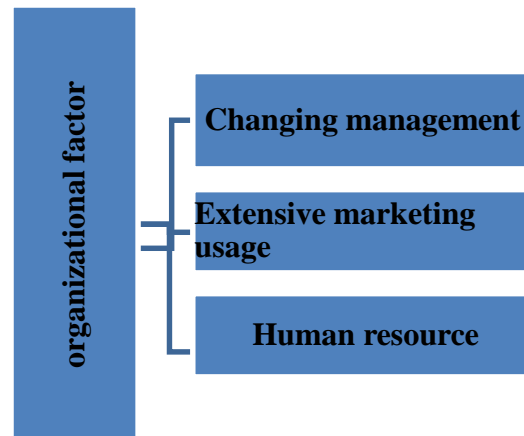 organizational factor
Changing management
Extensive marketing
usage
Human resource